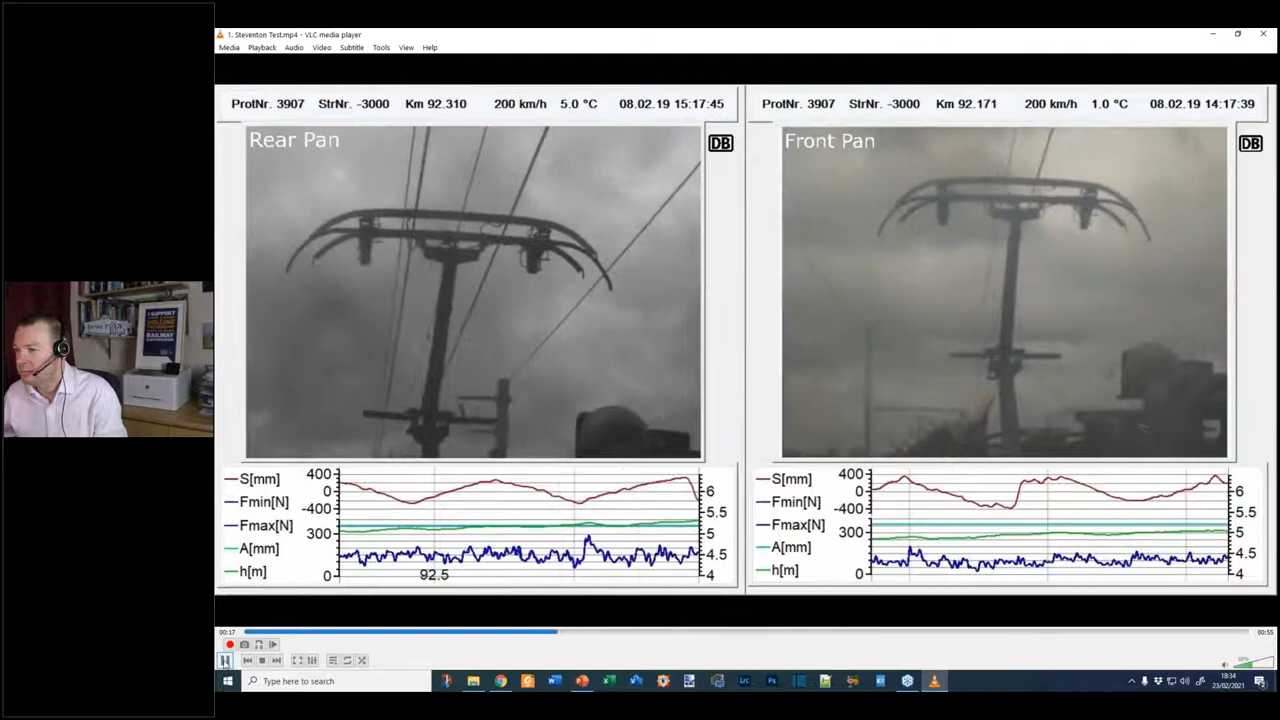 1. Steventon Test.mp4 - VLC media player
Media Playback Audio Video Subtitle Tools View Help
ProtNr. 3907 StrNr. -3000 Km 92.310 200 km/h 5.0 °C 08.02.19 15:17:45
Rear Pan
DB
S[mm]
Fmin[N]
Fmax[N]
A[mm]
h[m]
400
0
-400
300
0
6
5.5
5
4.5
4
92.5
ProtNr. 3907 StrNr. -3000 Km 92.171 200 km/h 1.0 °C 08.02.19 14:17:39
Front Pan
DB
S[mm]
Fmin[N]
Fmax[N]
A[mm]
h[m]
400
0
-400
300
0
6
5.5
5
4.5
4
I SUPPORT
RAILWAY
00:17
00:55
Type here to search
18:34
23/02/2021